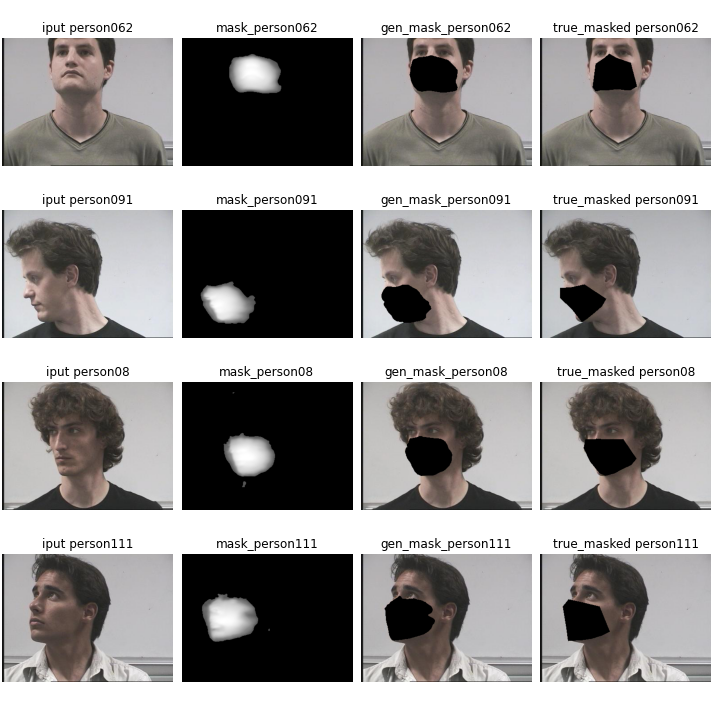 iput person062 mask_person062 gen_mask_person062 true_masked person062
iput person091 mask_person091 gen_mask_person091 true_masked person091
iput person08 mask_person08 gen_mask_person08 true_masked person08
iput person111 mask_person111 gen_mask_person111 true_masked person111